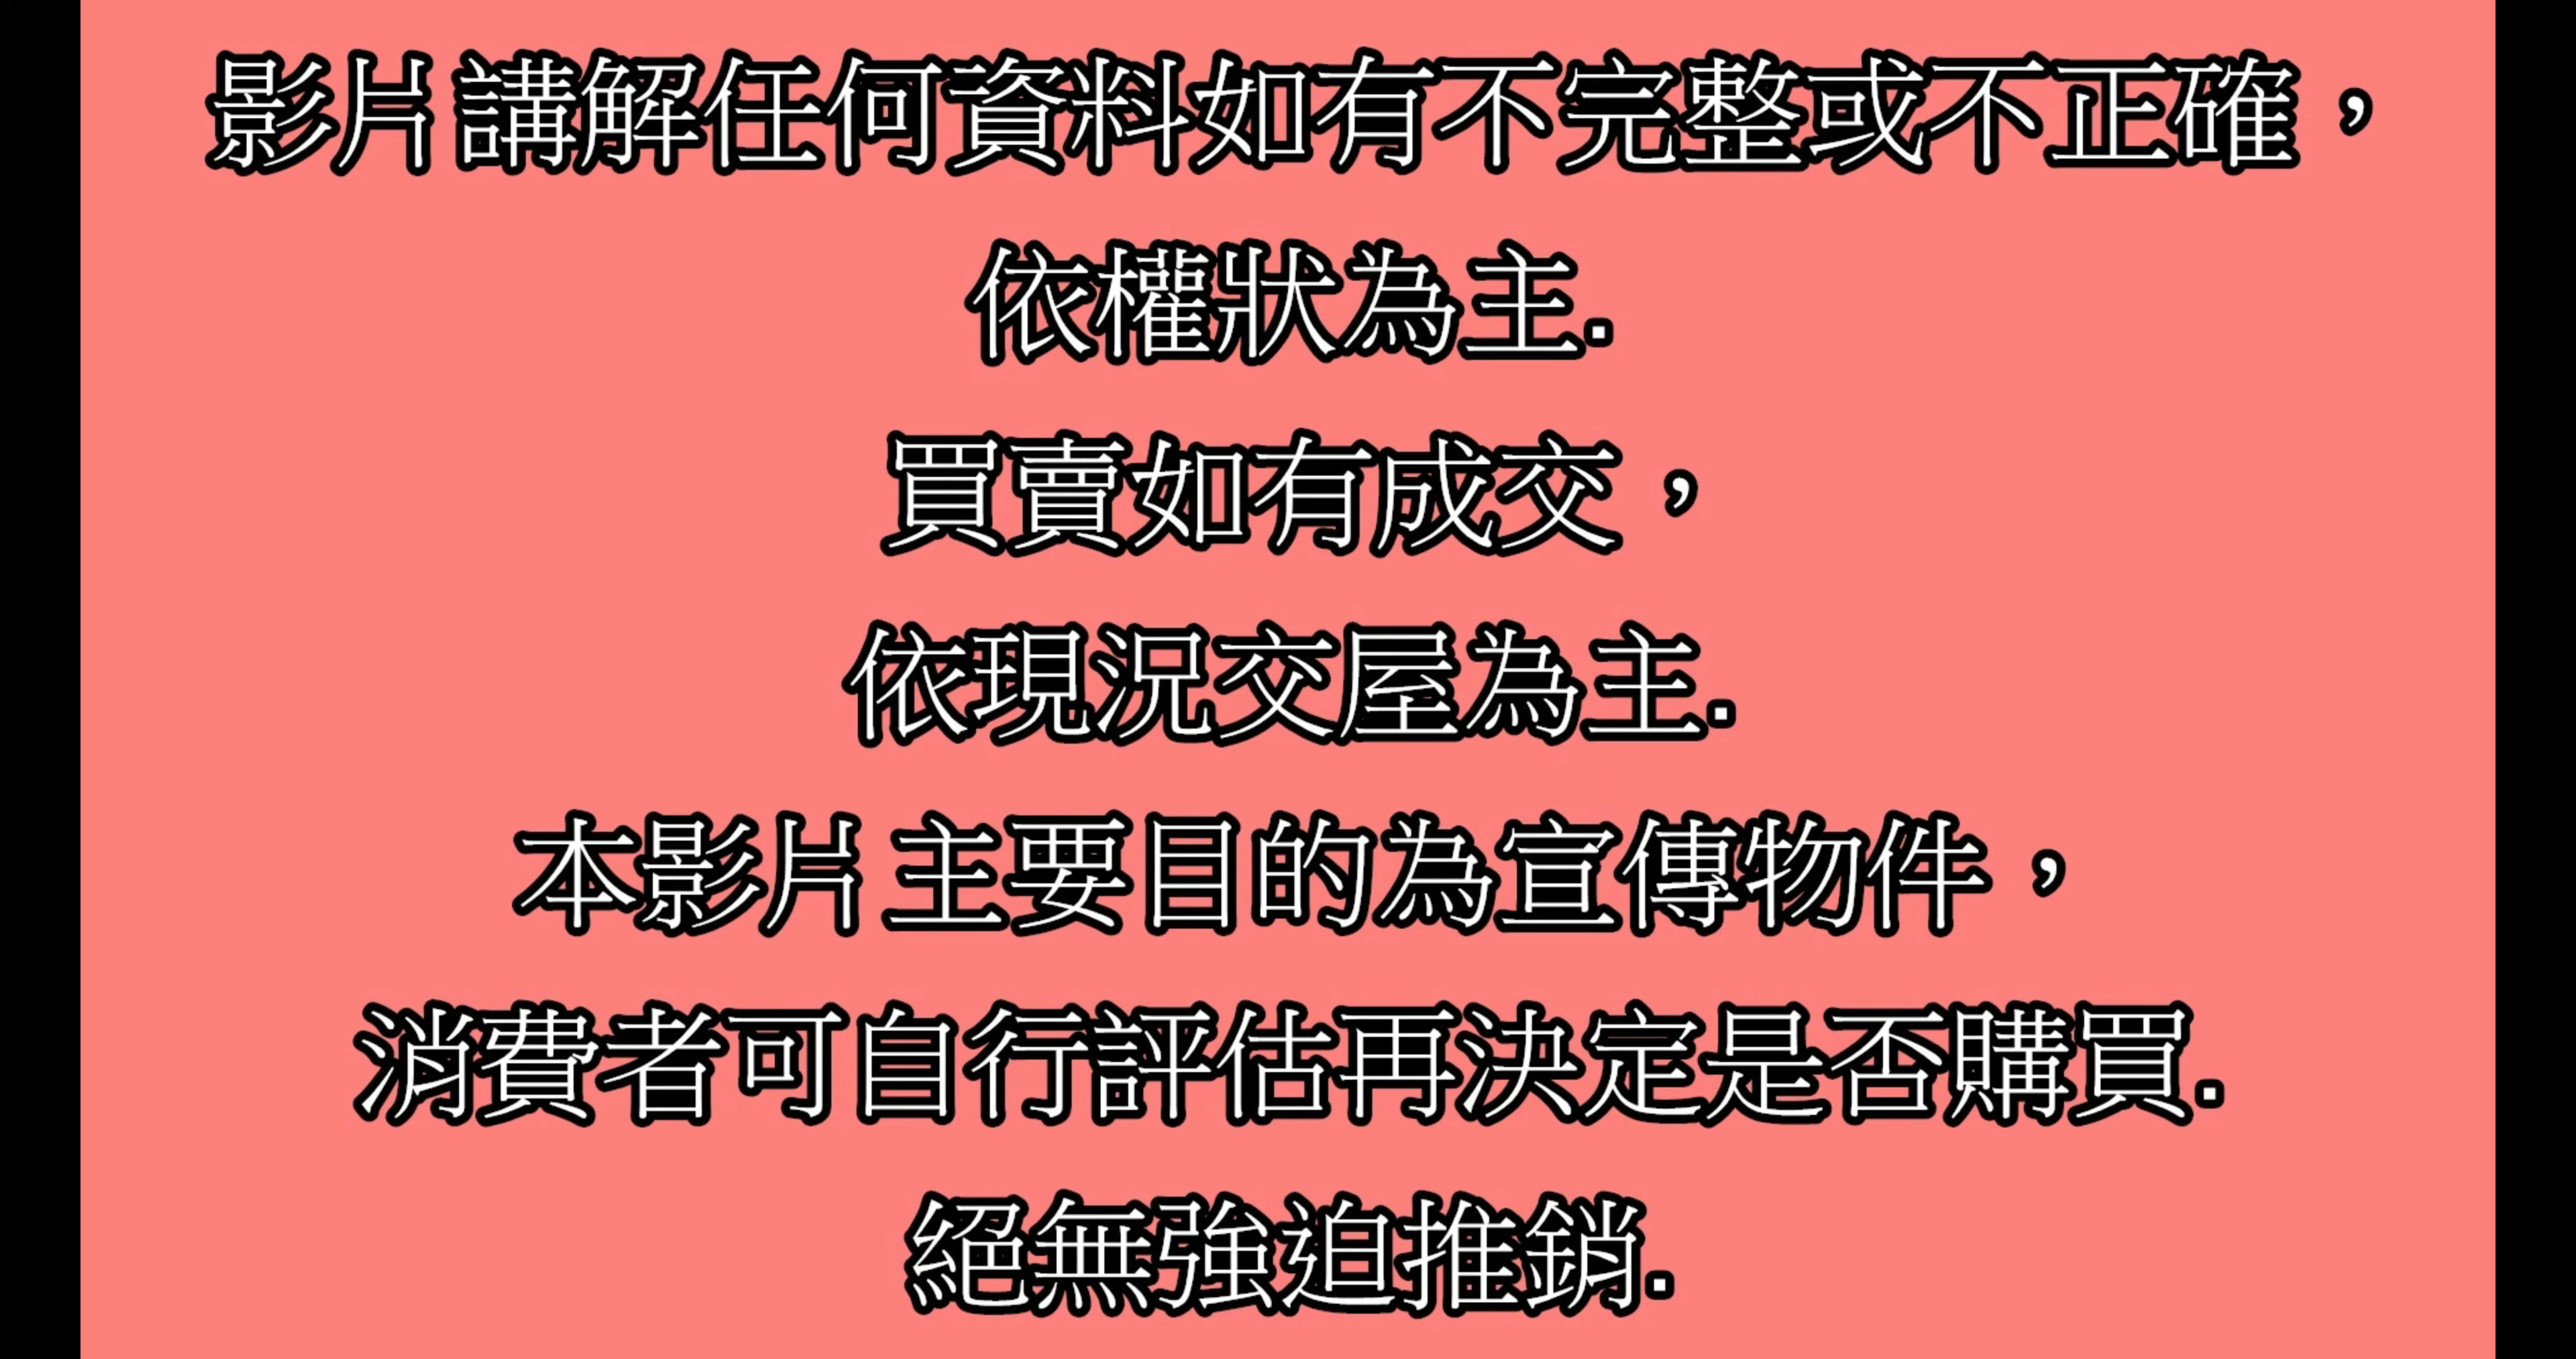 影片講解任何資料如有不完整或不正確，
依權狀為主.
買賣如有成交，
依現況交屋為主.
本影片主要目的為宣傳物件，
消費者可自行評估再決定是否購買.
絕無強迫推銷.